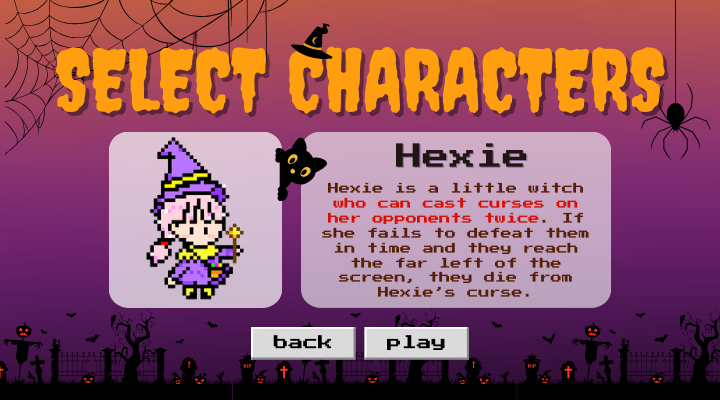 SELECT CHARACTERS
Hexie
Hexie is a little witch
who can cast curses on
her opponents twice. If
she fails to defeat them
in time and they reach
the far left of the
screen, they die from
Hexie's curse.
back play
RIP
RIP